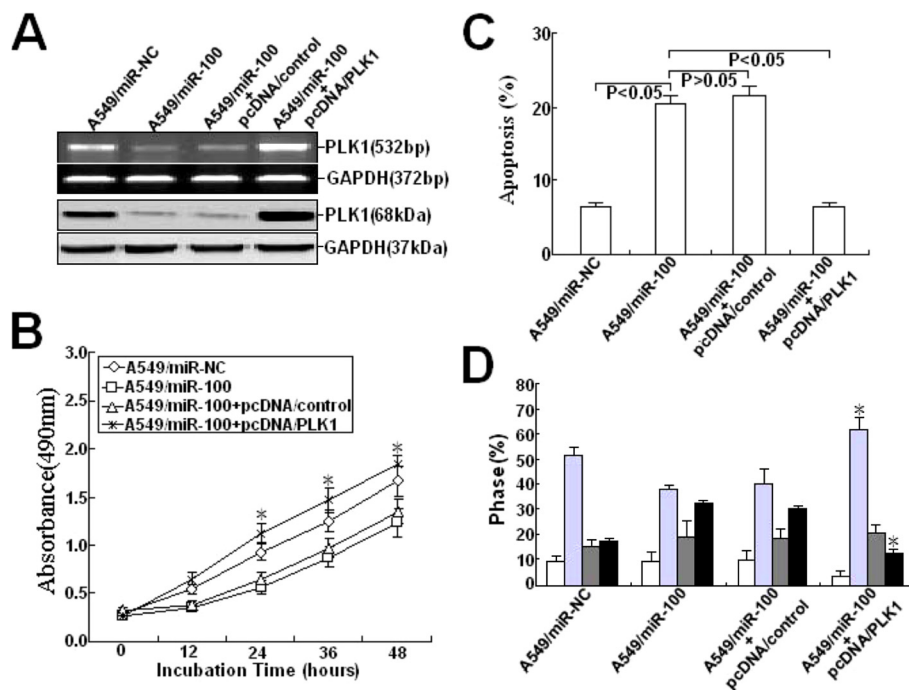 A
A549/miR-NC
A549/miR-100
A549/miR-100
+
pcDNA/control
A549/miR-100
+
pcDNA/PLK1
PLK1(532bp)
GAPDH(372bp)
PLK1(68kDa)
GAPDH(37kDa)
B
Absorbance(490nm)
3.0
2.5
2.0
1.5
1.0
0.5
0.0
A549/miR-NC
A549/miR-100
A549/miR-100+pcDNA/control
A549/miR-100+pcDNA/PLK1
* * *
0 12 24 36 48
Incubation Time (hours)
C
Apoptosis (%)
30
20
10
0
P<0.05
P<0.05
P>0.05
A549/miR-NC
A549/miR-100
A549/miR-100
+
pcDNA/control
A549/miR-100
+
pcDNA/PLK1
D
Phase (%)
80
70
60
50
40
30
20
10
0
*
*
A549/miR-NC
A549/miR-100
A549/miR-100
+
pcDNA/control
A549/miR-100
+
pcDNA/PLK1